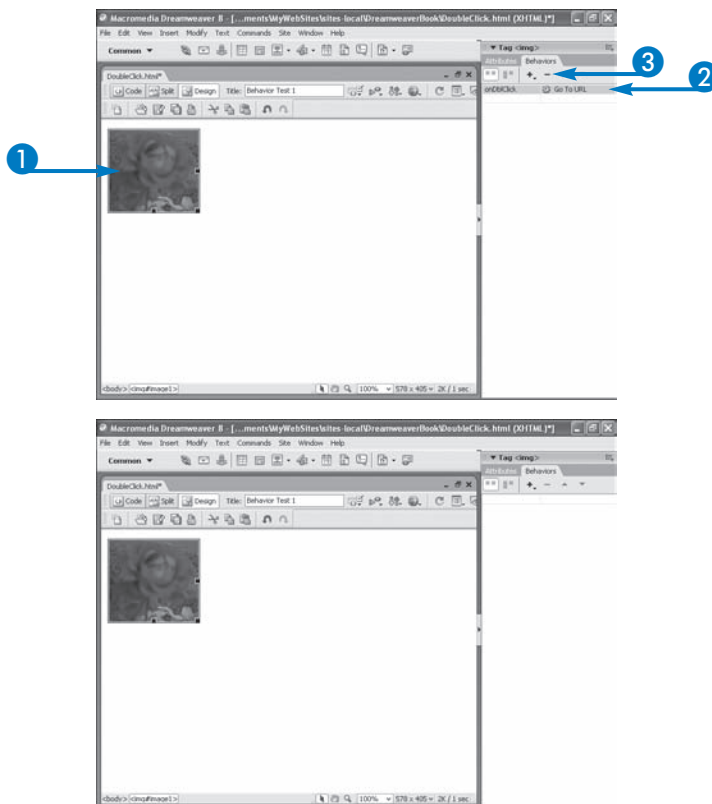 Macromedia Dreamweaver 8 - [...ments\MyWebSites\sites-local\DreamweaverBook\DoubleClick.html (XHTML)*]
File Edit View Insert Modify Text Commands Site Window Help
Common
Tag <img>
Attributes Behaviors
3
2
DoubleClick.html*
onDblClick Go To URL
Code Split Design Title: Behavior Test 1
1
<body> <img#image1> 100% 578 x 405 2K / 1 sec
Macromedia Dreamweaver 8 - [...ments\MyWebSites\sites-local\DreamweaverBook\DoubleClick.html (XHTML)*]
File Edit View Insert Modify Text Commands Site Window Help
Common
Tag <img>
Attributes Behaviors
DoubleClick.html*
Code Split Design Title: Behavior Test 1
<body> <img#image1> 100% 578 x 405 2K / 1 sec